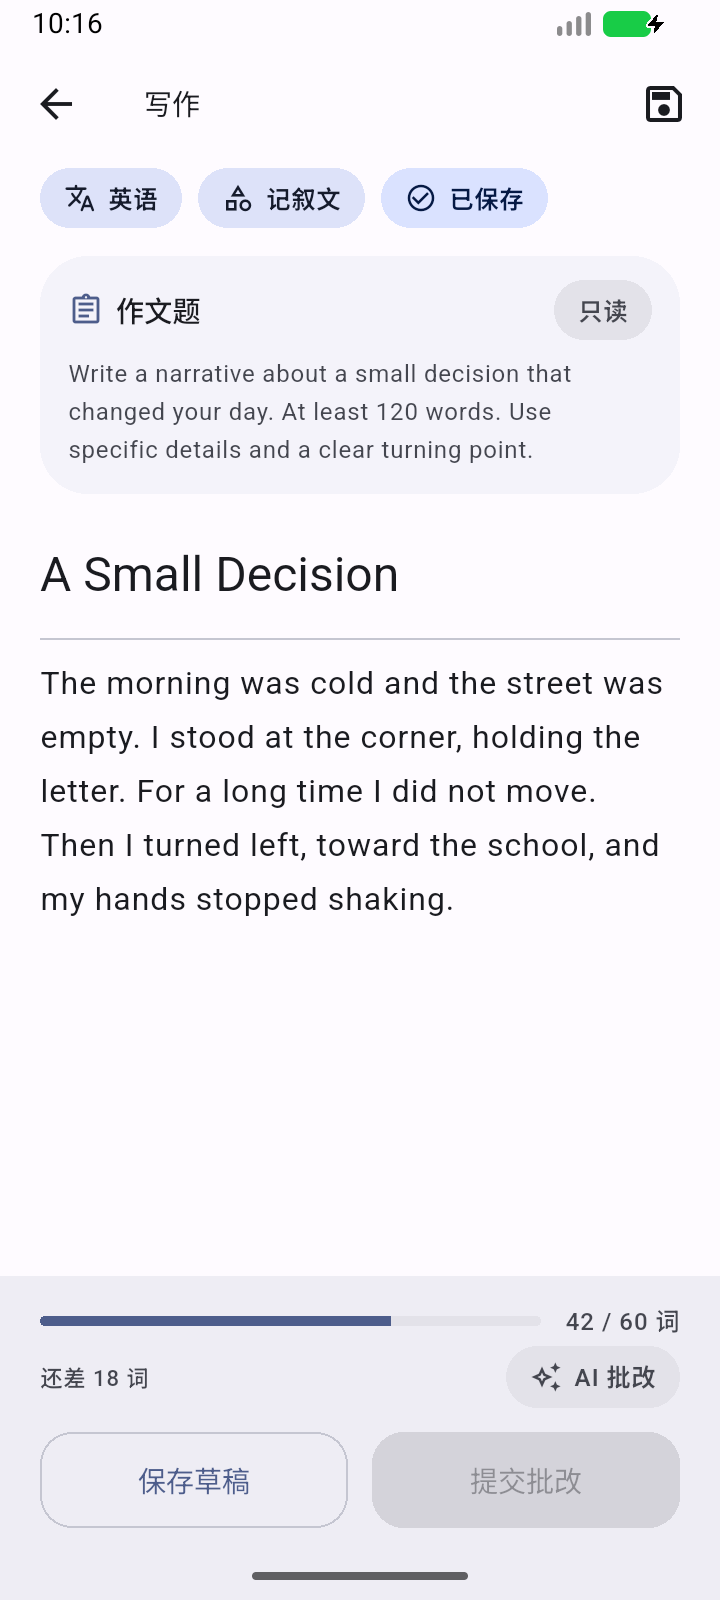 10:16
写作
英语
记叙文
已保存
作文题
只读
Write a narrative about a small decision that
changed your day. At least 120 words. Use
specific details and a clear turning point.
A Small Decision
The morning was cold and the street was
empty. I stood at the corner, holding the
letter. For a long time I did not move.
Then I turned left, toward the school, and
my hands stopped shaking.
42 / 60 词
还差 18 词
AI 批改
保存草稿
提交批改